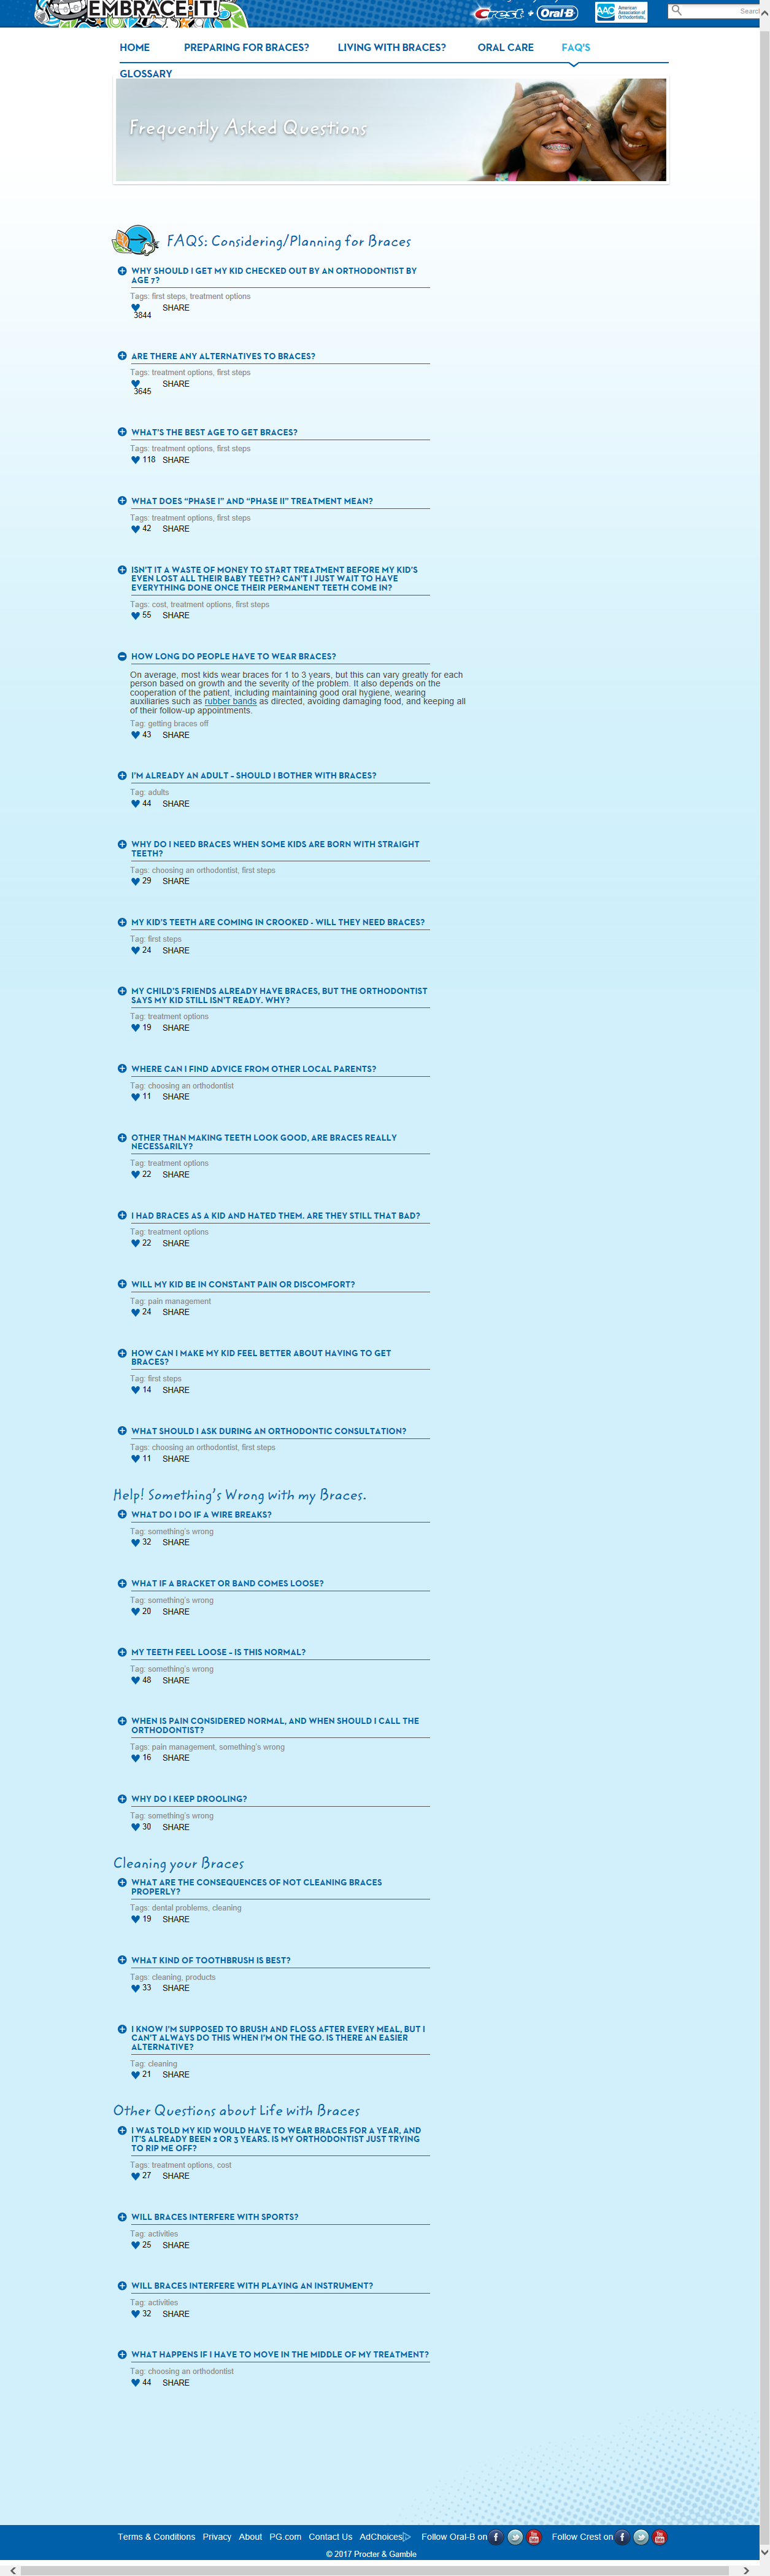 EMBRACE IT!
Crest + Oral-B
AAO American Association of Orthodontists
Search
HOME PREPARING FOR BRACES? LIVING WITH BRACES? ORAL CARE FAQ'S
GLOSSARY
Frequently Asked Questions
FAQS: Considering/Planning for Braces
WHY SHOULD I GET MY KID CHECKED OUT BY AN ORTHODONTIST BY
AGE 7?
Tags: first steps, treatment options
SHARE
3844
ARE THERE ANY ALTERNATIVES TO BRACES?
Tags: treatment options, first steps
SHARE
3645
WHAT'S THE BEST AGE TO GET BRACES?
Tags: treatment options, first steps
118 SHARE
WHAT DOES “PHASE I” AND “PHASE II” TREATMENT MEAN?
Tags: treatment options, first steps
42 SHARE
ISN'T IT A WASTE OF MONEY TO START TREATMENT BEFORE MY KID'S
EVEN LOST ALL THEIR BABY TEETH? CAN'T I JUST WAIT TO HAVE
EVERYTHING DONE ONCE THEIR PERMANENT TEETH COME IN?
Tags: cost, treatment options, first steps
55 SHARE
HOW LONG DO PEOPLE HAVE TO WEAR BRACES?
On average, most kids wear braces for 1 to 3 years, but this can vary greatly for each
person based on growth and the severity of the problem. It also depends on the
cooperation of the patient, including maintaining good oral hygiene, wearing
auxiliaries such as rubber bands as directed, avoiding damaging food, and keeping all
of their follow-up appointments.
Tag: getting braces off
43 SHARE
I'M ALREADY AN ADULT – SHOULD I BOTHER WITH BRACES?
Tag: adults
44 SHARE
WHY DO I NEED BRACES WHEN SOME KIDS ARE BORN WITH STRAIGHT
TEETH?
Tags: choosing an orthodontist, first steps
29 SHARE
MY KID'S TEETH ARE COMING IN CROOKED - WILL THEY NEED BRACES?
Tag: first steps
24 SHARE
MY CHILD'S FRIENDS ALREADY HAVE BRACES, BUT THE ORTHODONTIST
SAYS MY KID STILL ISN'T READY. WHY?
Tag: treatment options
19 SHARE
WHERE CAN I FIND ADVICE FROM OTHER LOCAL PARENTS?
Tag: choosing an orthodontist
11 SHARE
OTHER THAN MAKING TEETH LOOK GOOD, ARE BRACES REALLY
NECESSARILY?
Tag: treatment options
22 SHARE
I HAD BRACES AS A KID AND HATED THEM. ARE THEY STILL THAT BAD?
Tag: treatment options
22 SHARE
WILL MY KID BE IN CONSTANT PAIN OR DISCOMFORT?
Tag: pain management
24 SHARE
HOW CAN I MAKE MY KID FEEL BETTER ABOUT HAVING TO GET
BRACES?
Tag: first steps
14 SHARE
WHAT SHOULD I ASK DURING AN ORTHODONTIC CONSULTATION?
Tags: choosing an orthodontist, first steps
11 SHARE
Help! Something's Wrong with my Braces.
WHAT DO I DO IF A WIRE BREAKS?
Tag: something's wrong
32 SHARE
WHAT IF A BRACKET OR BAND COMES LOOSE?
Tag: something's wrong
20 SHARE
MY TEETH FEEL LOOSE – IS THIS NORMAL?
Tag: something's wrong
48 SHARE
WHEN IS PAIN CONSIDERED NORMAL, AND WHEN SHOULD I CALL THE
ORTHODONTIST?
Tags: pain management, something's wrong
16 SHARE
WHY DO I KEEP DROOLING?
Tag: something's wrong
30 SHARE
Cleaning your Braces
WHAT ARE THE CONSEQUENCES OF NOT CLEANING BRACES
PROPERLY?
Tags: dental problems, cleaning
19 SHARE
WHAT KIND OF TOOTHBRUSH IS BEST?
Tags: cleaning, products
33 SHARE
I KNOW I'M SUPPOSED TO BRUSH AND FLOSS AFTER EVERY MEAL, BUT I
CAN'T ALWAYS DO THIS WHEN I'M ON THE GO. IS THERE AN EASIER
ALTERNATIVE?
Tag: cleaning
21 SHARE
Other Questions about Life with Braces
I WAS TOLD MY KID WOULD HAVE TO WEAR BRACES FOR A YEAR, AND
IT'S ALREADY BEEN 2 OR 3 YEARS. IS MY ORTHODONTIST JUST TRYING
TO RIP ME OFF?
Tags: treatment options, cost
27 SHARE
WILL BRACES INTERFERE WITH SPORTS?
Tag: activities
25 SHARE
WILL BRACES INTERFERE WITH PLAYING AN INSTRUMENT?
Tag: activities
32 SHARE
WHAT HAPPENS IF I HAVE TO MOVE IN THE MIDDLE OF MY TREATMENT?
Tag: choosing an orthodontist
44 SHARE
Terms & Conditions Privacy About PG.com Contact Us AdChoices Follow Oral-B on f You Tube Follow Crest on f You Tube
© 2017 Procter & Gamble